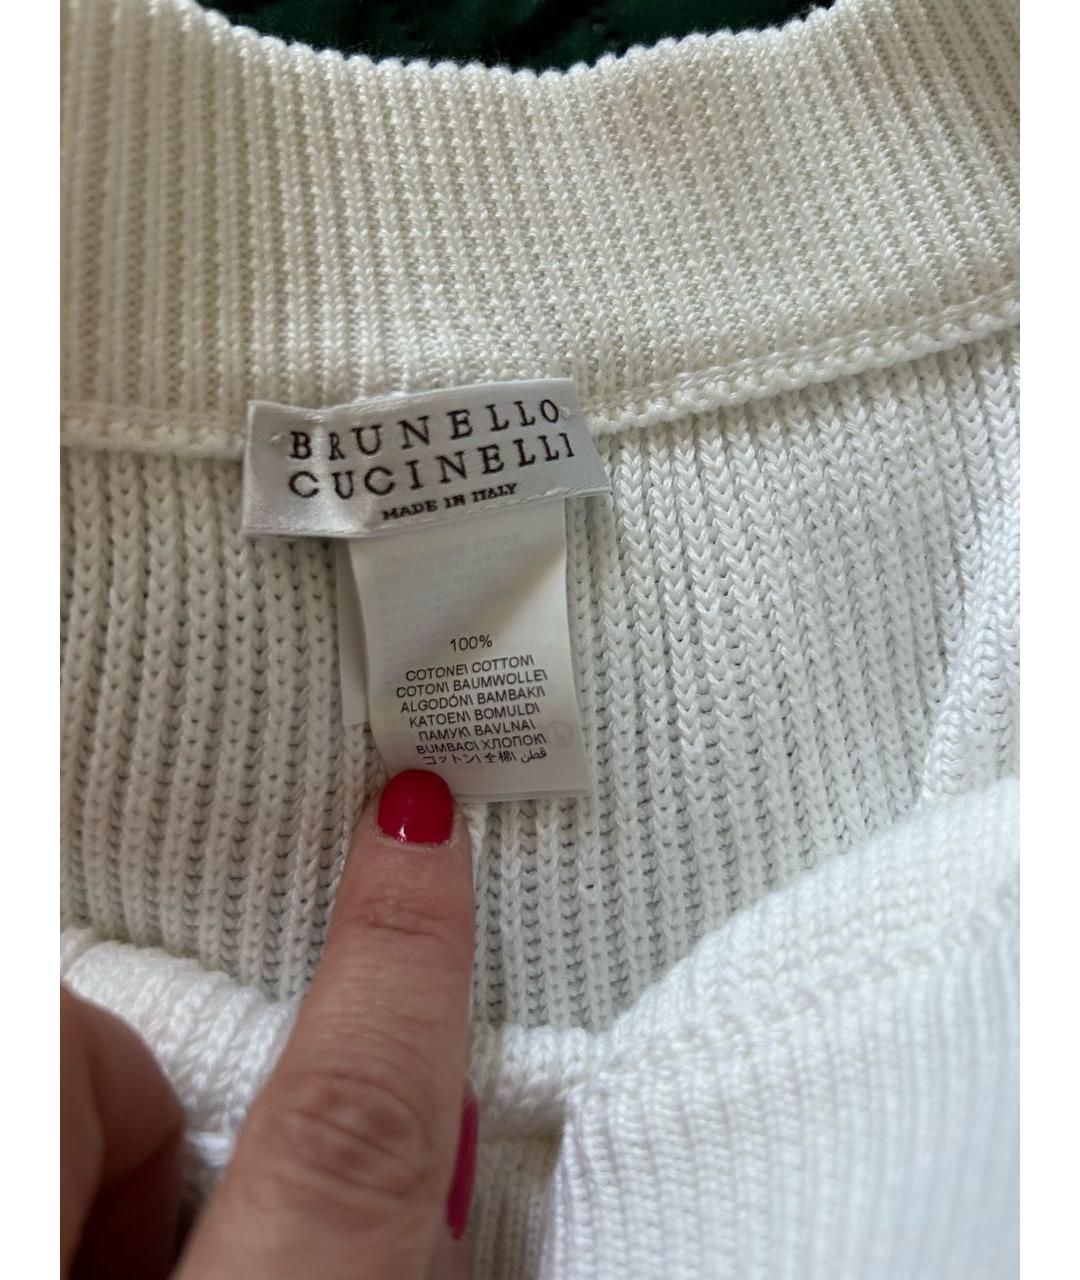 BRUNELLO
CUCINELLI
MADE IN ITALY
100%
COTONE\ COTTON\
COTON\ BAUMWOLLE\
ALGODÓN\ BAMBAKI\
KATOEN\ BOMULD\
ПАМУК\ BAVLNA\
BUMBAC\ ХЛОПОК\
コットン\ 全棉\ قطن